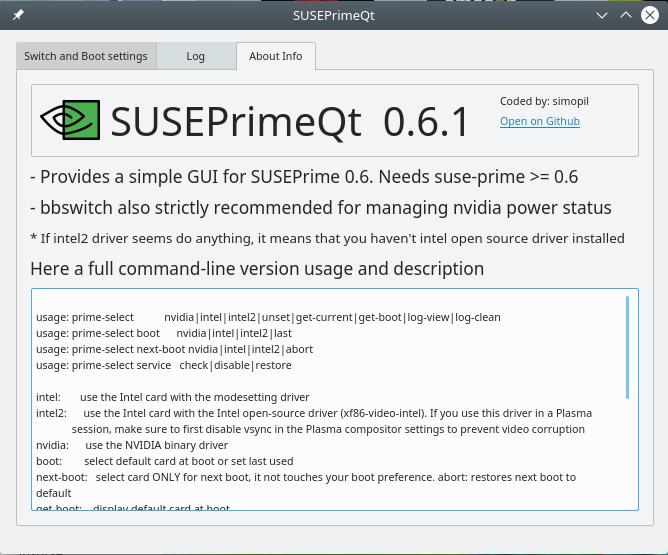 SUSEPrimeQt
Switch and Boot settings
Log
About Info
SUSEPrimeQt 0.6.1
Coded by: simopil
Open on Github
- Provides a simple GUI for SUSEPrime 0.6. Needs suse-prime >= 0.6
- bbswitch also strictly recommended for managing nvidia power status
* If intel2 driver seems do anything, it means that you haven't intel open source driver installed
Here a full command-line version usage and description
usage: prime-select nvidia|intel|intel2|unset|get-current|get-boot|log-view|log-clean
usage: prime-select boot nvidia|intel|intel2|last
usage: prime-select next-boot nvidia|intel|intel2|abort
usage: prime-select service check|disable|restore
intel: use the Intel card with the modesetting driver
intel2: use the Intel card with the Intel open-source driver (xf86-video-intel). If you use this driver in a Plasma
session, make sure to first disable vsync in the Plasma compositor settings to prevent video corruption
nvidia: use the NVIDIA binary driver
boot: select default card at boot or set last used
next-boot: select card ONLY for next boot, it not touches your boot preference. abort: restores next boot to
default
get-boot: display default card at boot